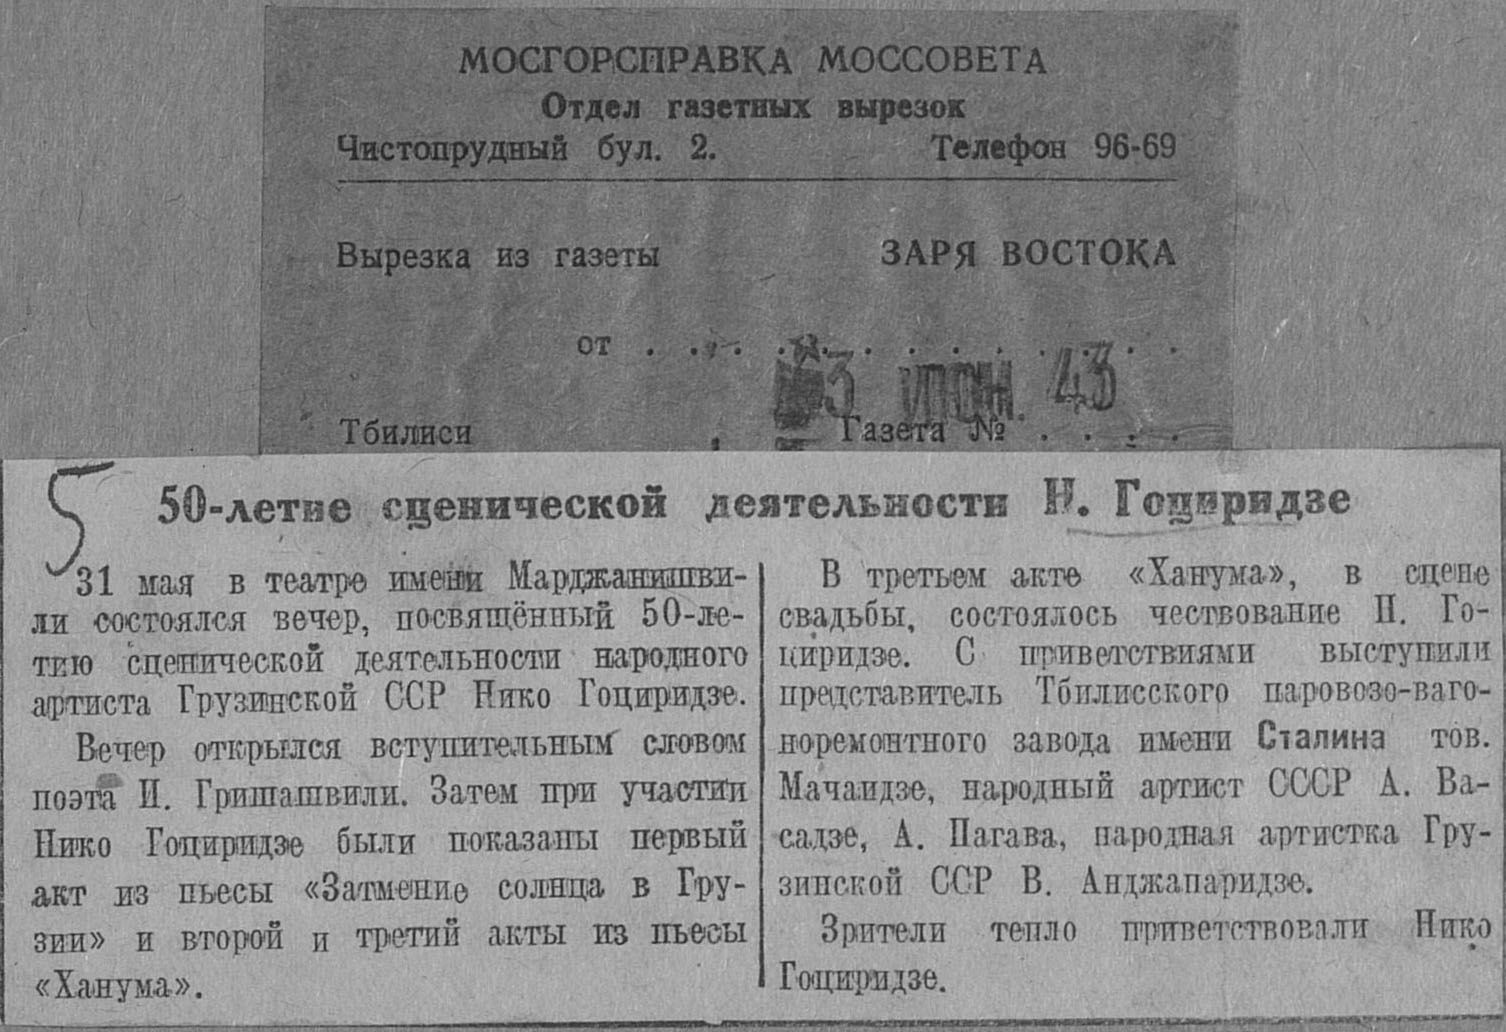 МОСГОРСПРАВКА МОССОВЕТА
Отдел газетных вырезок
Чистопрудный бул. 2. Телефон 96-69
Вырезка из газеты ЗАРЯ ВОСТОКА
от . . . . . . . . . . . . .
3 ИЮН. 43
Тбилиси Газета № . . . .
5
50-летие сценической деятельности Н. Гоциридзе
31 мая в театре имени Марджанишви-
ли состоялся вечер, посвящённый 50-ле-
тию сценической деятельности народного
артиста Грузинской ССР Нико Гоциридзе.
Вечер открылся вступительным словом
поэта И. Гришашвили. Затем при участии
Нико Гоциридзе были показаны первый
акт из пьесы «Затмение солнца в Гру-
зии» и второй и третий акты из пьесы
«Ханума».
В третьем акте «Ханума», в сцене
свадьбы, состоялось чествование Н. Го-
циридзе. С приветствиями выступили
представитель Тбилисского паровозо-ваго-
норемонтного завода имени Сталина тов.
Мачаидзе, народный артист СССР А. Ва-
садзе, А. Пагава, народная артистка Гру-
зинской ССР В. Анджапаридзе.
Зрители тепло приветствовали Нико
Гоциридзе.